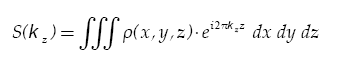 S(k_z) = ∭ ρ(x,y,z)·e^{i2πk_z z} dx dy dz